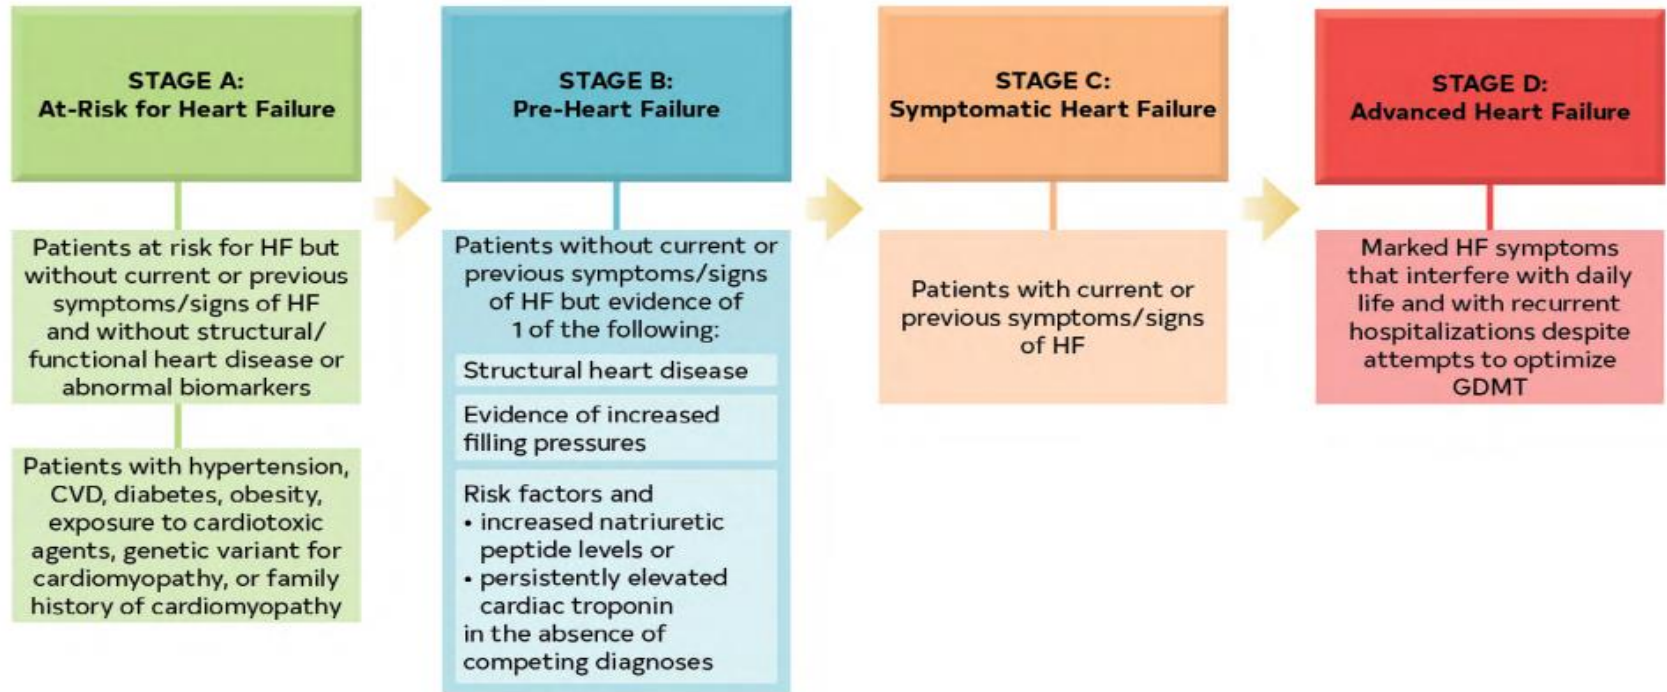 STAGE A:
At-Risk for Heart Failure
Patients at risk for HF but
without current or previous
symptoms/signs of HF
and without structural/
functional heart disease or
abnormal biomarkers
Patients with hypertension,
CVD, diabetes, obesity,
exposure to cardiotoxic
agents, genetic variant for
cardiomyopathy, or family
history of cardiomyopathy
STAGE B:
Pre-Heart Failure
Patients without current or
previous symptoms/signs
of HF but evidence of
1 of the following:
Structural heart disease
Evidence of increased
filling pressures
Risk factors and
• increased natriuretic
peptide levels or
• persistently elevated
cardiac troponin
in the absence of
competing diagnoses
STAGE C:
Symptomatic Heart Failure
Patients with current or
previous symptoms/signs
of HF
STAGE D:
Advanced Heart Failure
Marked HF symptoms
that interfere with daily
life and with recurrent
hospitalizations despite
attempts to optimize
GDMT